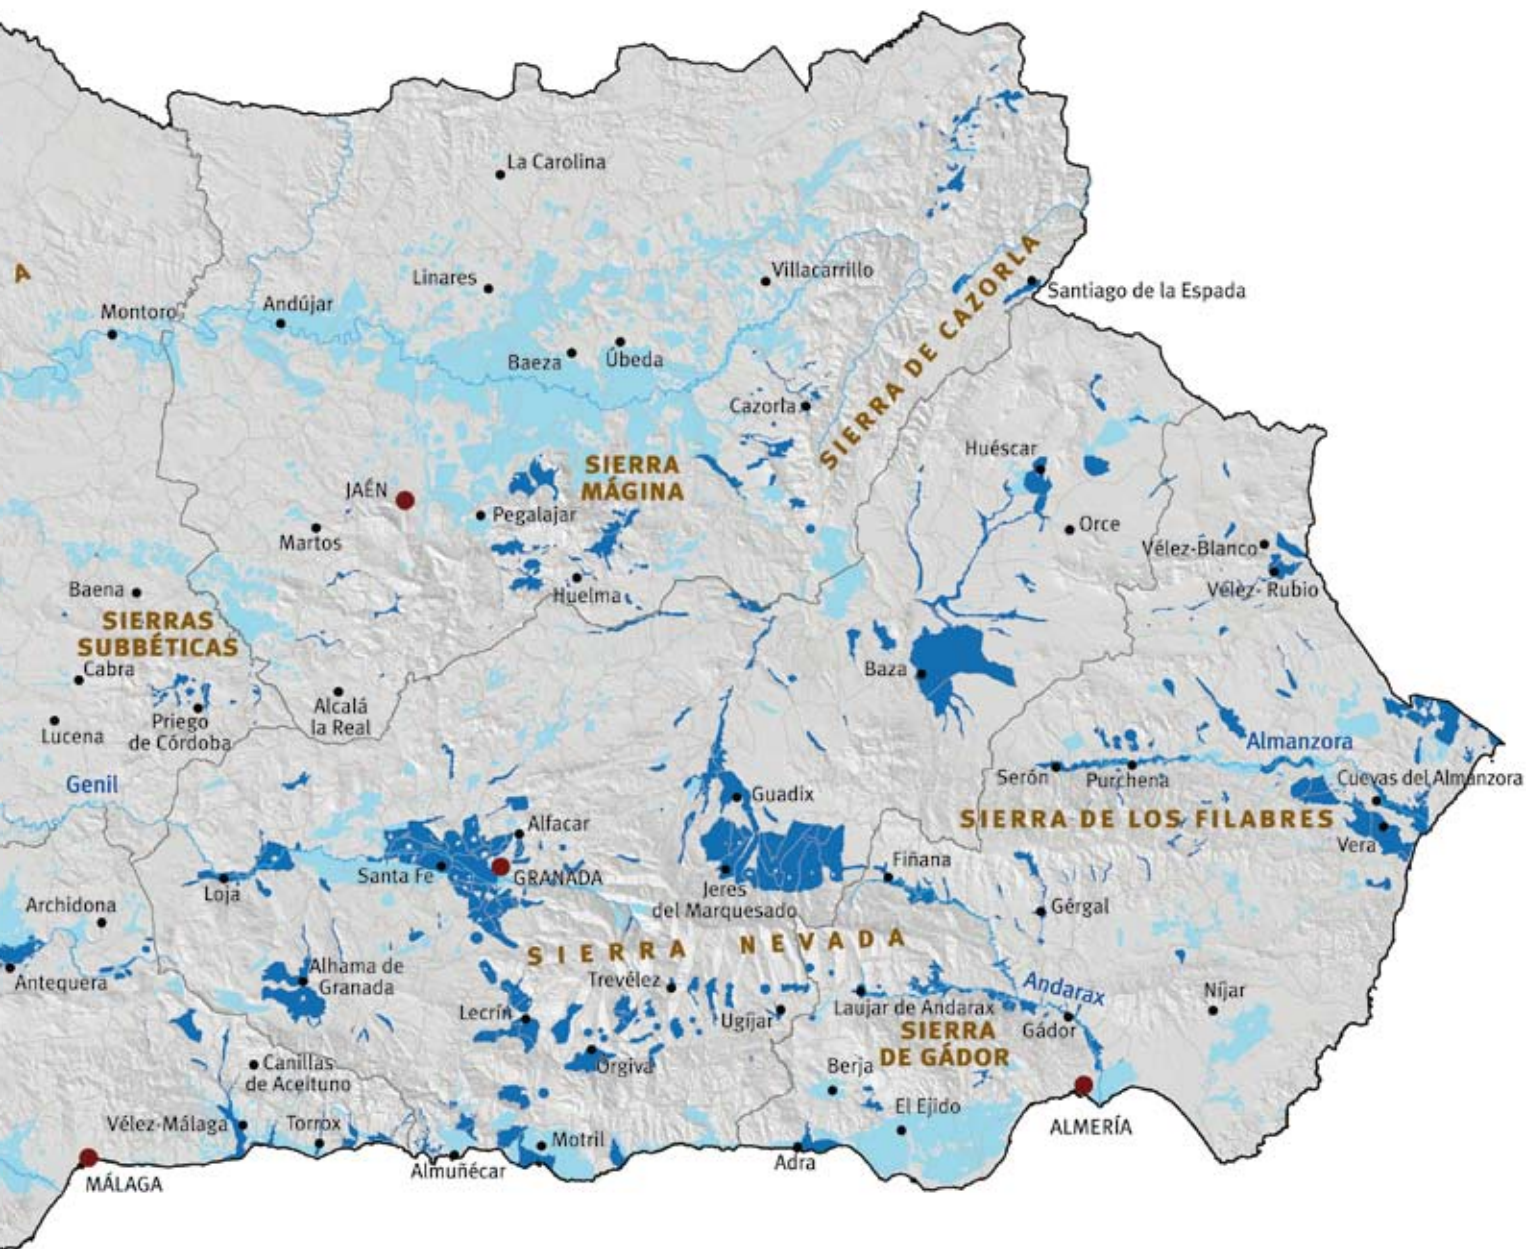 La Carolina
A
Linares
Villacarrillo
SIERRA DE CAZORLA
Santiago de la Espada
Montoro
Andújar
Baeza
Úbeda
Cazorla
Huéscar
SIERRA
MÁGINA
JAÉN
Pegalajar
Orce
Martos
Vélez-Blanco
Baena
Huelma
Vélez- Rubio
SIERRAS
SUBBÉTICAS
Cabra
Baza
Alcalá
la Real
Priego
de Córdoba
Lucena
Almanzora
Genil
Serón
Purchena
Cuevas del Almanzora
Guadix
SIERRA DE LOS FILABRES
Alfacar
Vera
Fiñana
Santa Fe
GRANADA
Loja
Jeres
del Marquesado
Archidona
Gérgal
SIERRA NEVADA
Alhama de
Granada
Antequera
Trevélez
Andarax
Níjar
Lecrín
Ugíjar
Laujar de Andarax
Gádor
SIERRA
DE GÁDOR
Canillas
de Aceituno
Órgiva
Berja
El Ejido
Vélez-Málaga
Torrox
ALMERÍA
Motril
Almuñécar
Adra
MÁLAGA